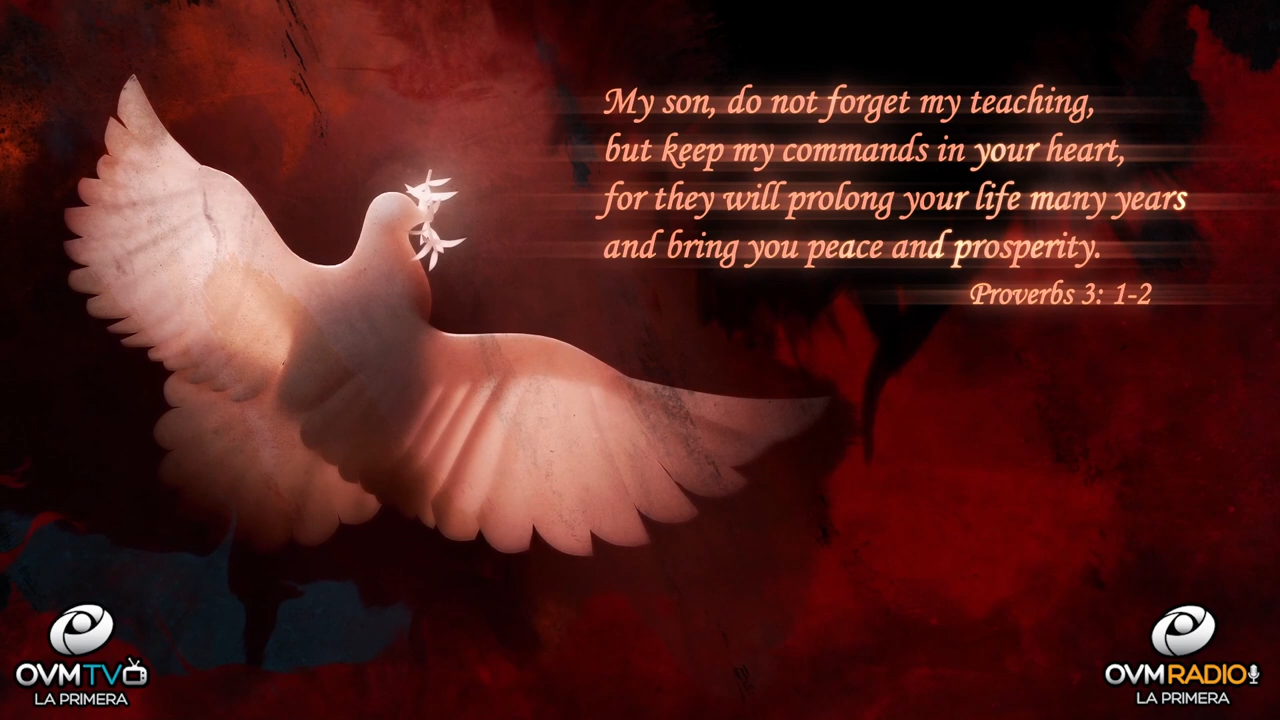 My son, do not forget my teaching,
but keep my commands in your heart,
for they will prolong your life many years
and bring you peace and prosperity.
Proverbs 3: 1-2
OVMTV
LA PRIMERA
OVMRADIO
LA PRIMERA